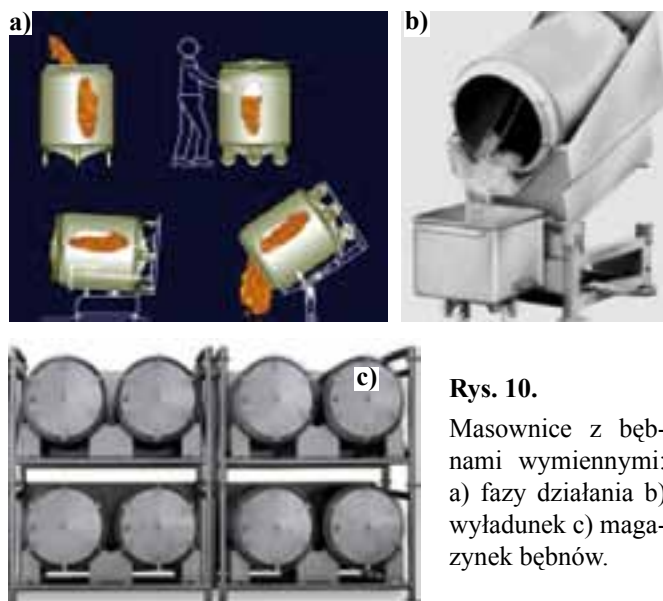 a)
b)
c)
Rys. 10.
Masownice z bęb-
nami wymiennymi:
a) fazy działania b)
wyładunek c) maga-
zynek bębnów.